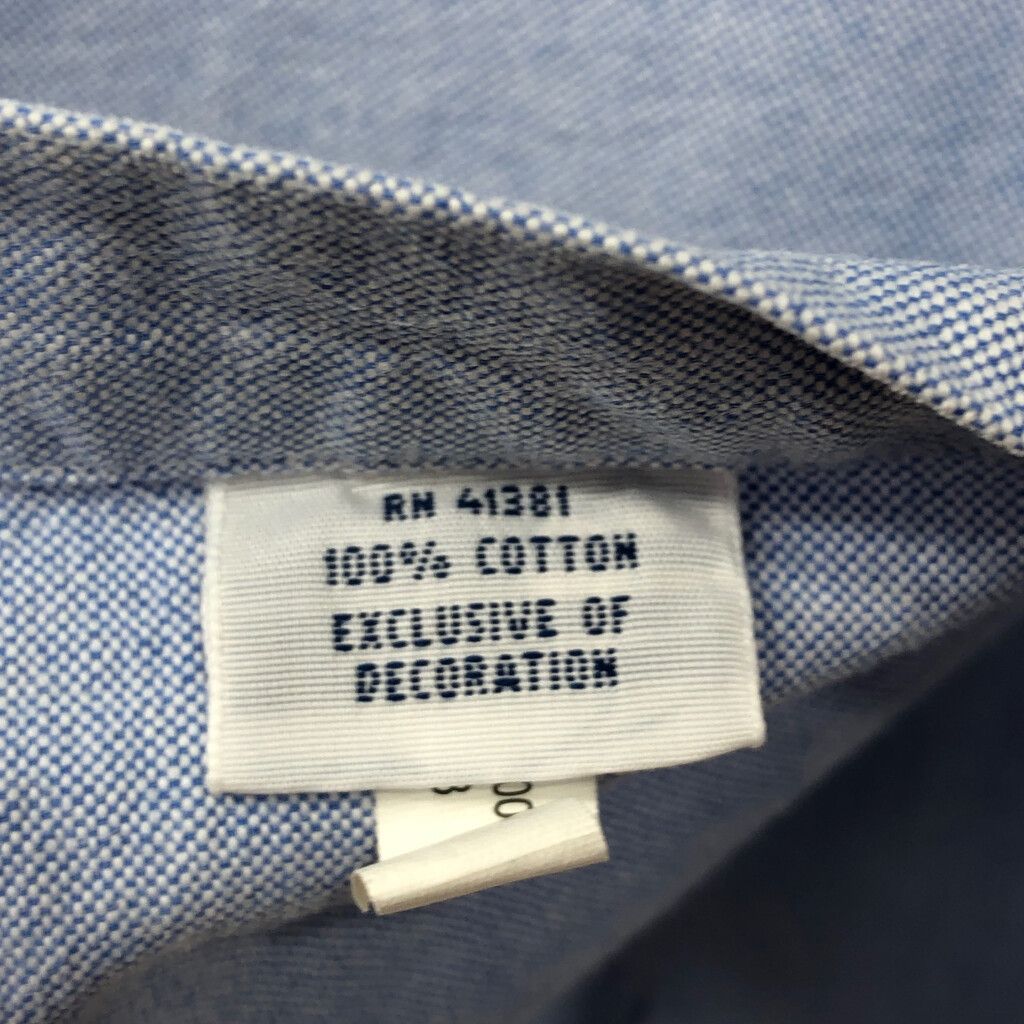 RN 41381
100% COTTON
EXCLUSIVE OF
DECORATION